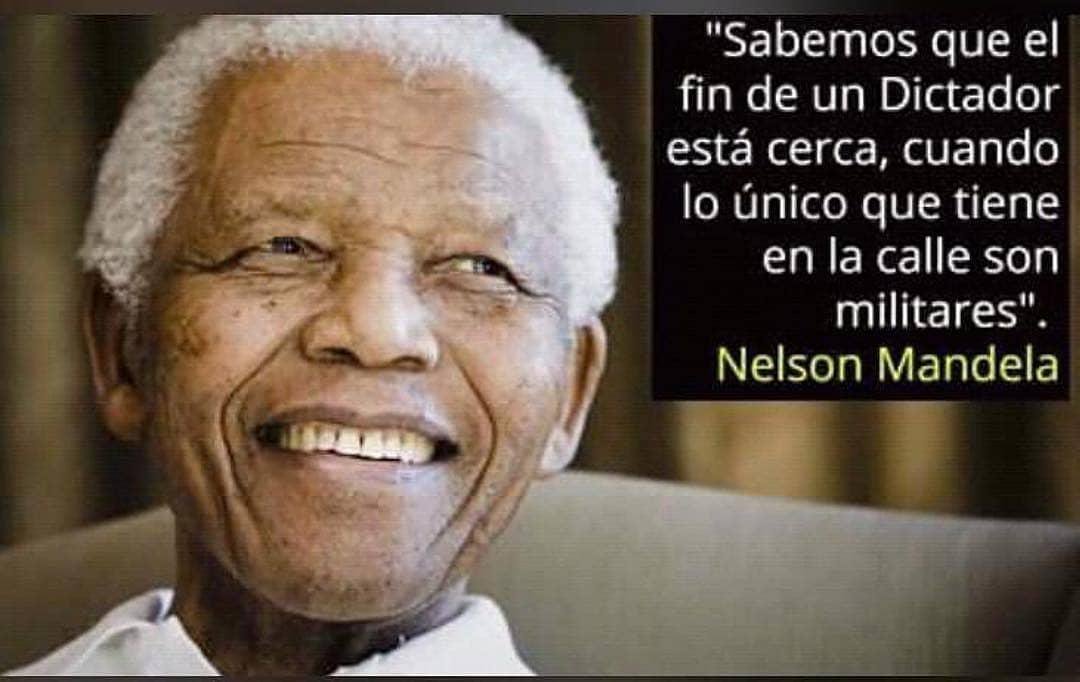 "Sabemos que el
fin de un Dictador
está cerca, cuando
lo único que tiene
en la calle son
militares".
Nelson Mandela